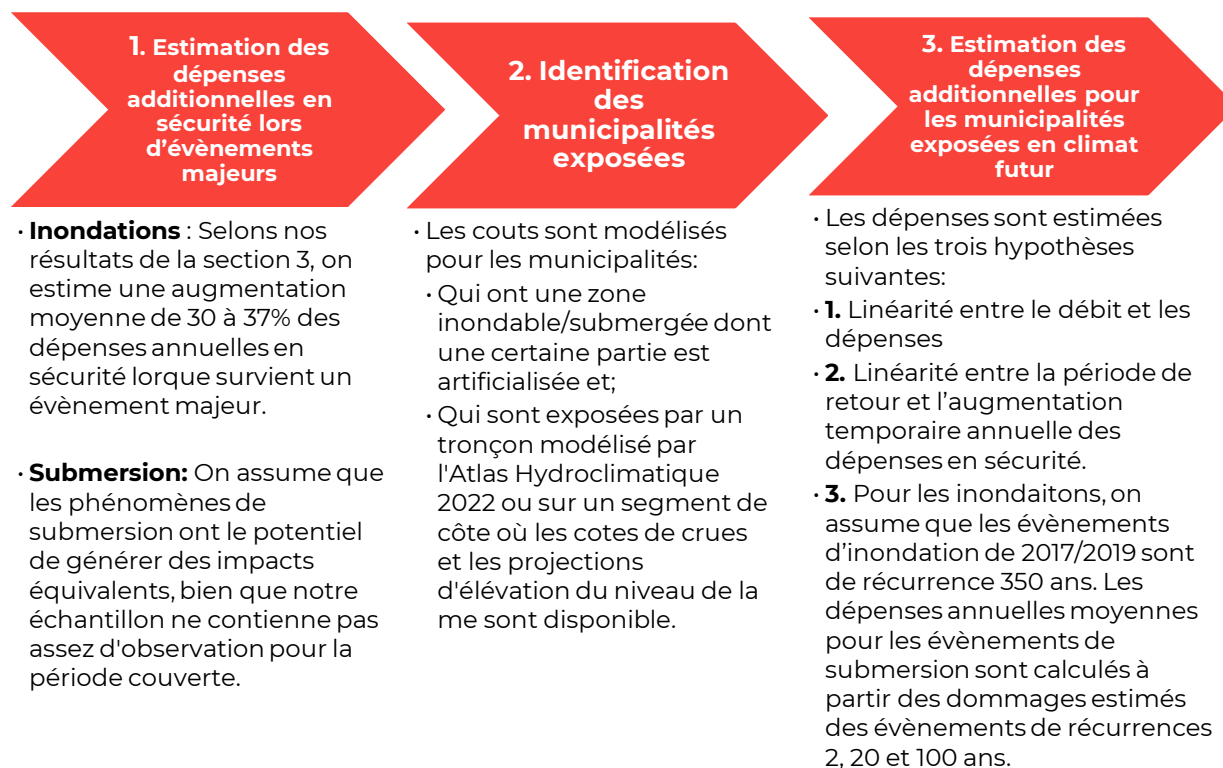 1. Estimation des
dépenses
additionnelles en
sécurité lors
d'évènements
majeurs
· Inondations : Selons nos
résultats de la section 3, on
estime une augmentation
moyenne de 30 à 37% des
dépenses annuelles en
sécurité lorque survient un
évènement majeur.
· Submersion: On assume que
les phénomènes de
submersion ont le potentiel
de générer des impacts
équivalents, bien que notre
échantillon ne contienne pas
assez d'observation pour la
période couverte.
2. Identification
des
municipalités
exposées
· Les couts sont modélisés
pour les municipalités:
· Qui ont une zone
inondable/submergée dont
une certaine partie est
artificialisée et;
· Qui sont exposées par un
tronçon modélisé par
l'Atlas Hydroclimatique
2022 ou sur un segment de
côte où les cotes de crues
et les projections
d'élévation du niveau de la
me sont disponible.
3. Estimation des
dépenses
additionnelles pour
les municipalités
exposées en climat
futur
· Les dépenses sont estimées
selon les trois hypothèses
suivantes:
· 1. Linéarité entre le débit et les
dépenses
· 2. Linéarité entre la période de
retour et l'augmentation
temporaire annuelle des
dépenses en sécurité.
· 3. Pour les inondaitons, on
assume que les évènements
d'inondation de 2017/2019 sont
de récurrence 350 ans. Les
dépenses annuelles moyennes
pour les évènements de
submersion sont calculés à
partir des dommages estimés
des évènements de récurrences
2, 20 et 100 ans.